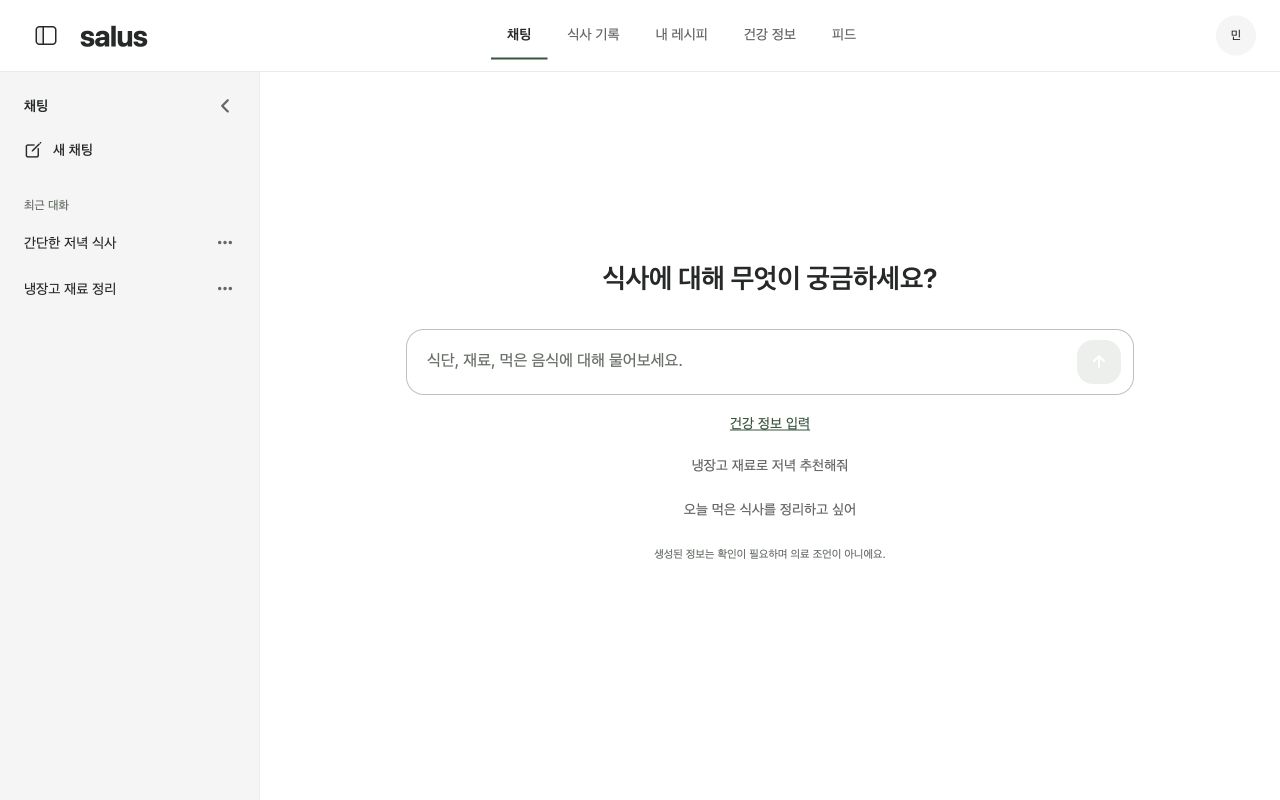 salus
채팅
식사 기록
내 레시피
건강 정보
피드
민
채팅
새 채팅
최근 대화
간단한 저녁 식사
냉장고 재료 정리
식사에 대해 무엇이 궁금하세요?
식단, 재료, 먹은 음식에 대해 물어보세요.
건강 정보 입력
냉장고 재료로 저녁 추천해줘
오늘 먹은 식사를 정리하고 싶어
생성된 정보는 확인이 필요하며 의료 조언이 아니에요.